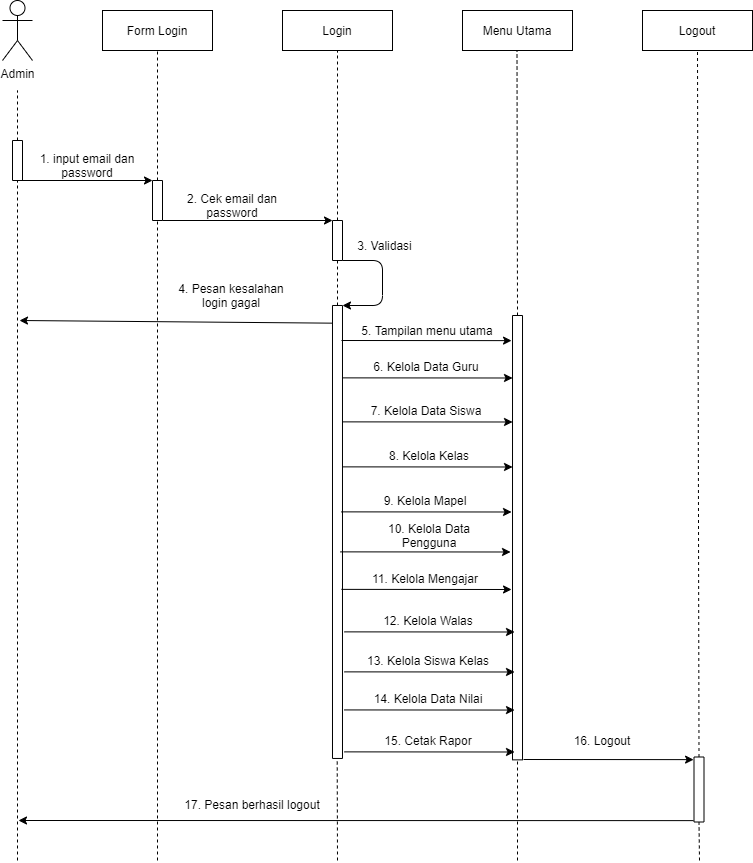 Form Login
Login
Menu Utama
Logout
Admin
1. input email dan
password
2. Cek email dan
password
3. Validasi
4. Pesan kesalahan
login gagal
5. Tampilan menu utama
6. Kelola Data Guru
7. Kelola Data Siswa
8. Kelola Kelas
9. Kelola Mapel
10. Kelola Data
Pengguna
11. Kelola Mengajar
12. Kelola Walas
13. Kelola Siswa Kelas
14. Kelola Data Nilai
15. Cetak Rapor
16. Logout
17. Pesan berhasil logout